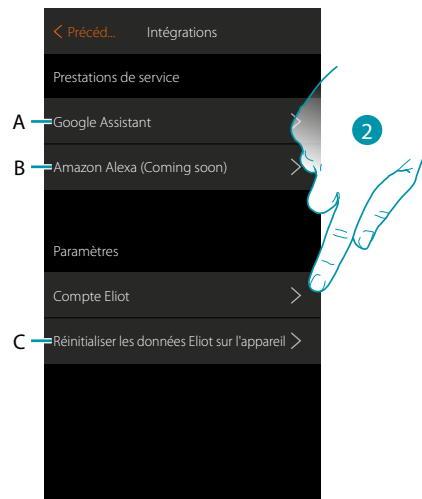 < Précéd... Intégrations
Prestations de service
A Google Assistant >
2
B Amazon Alexa (Coming soon) >
Paramètres
Compte Eliot >
C Réinitialiser les données Eliot sur l'appareil >